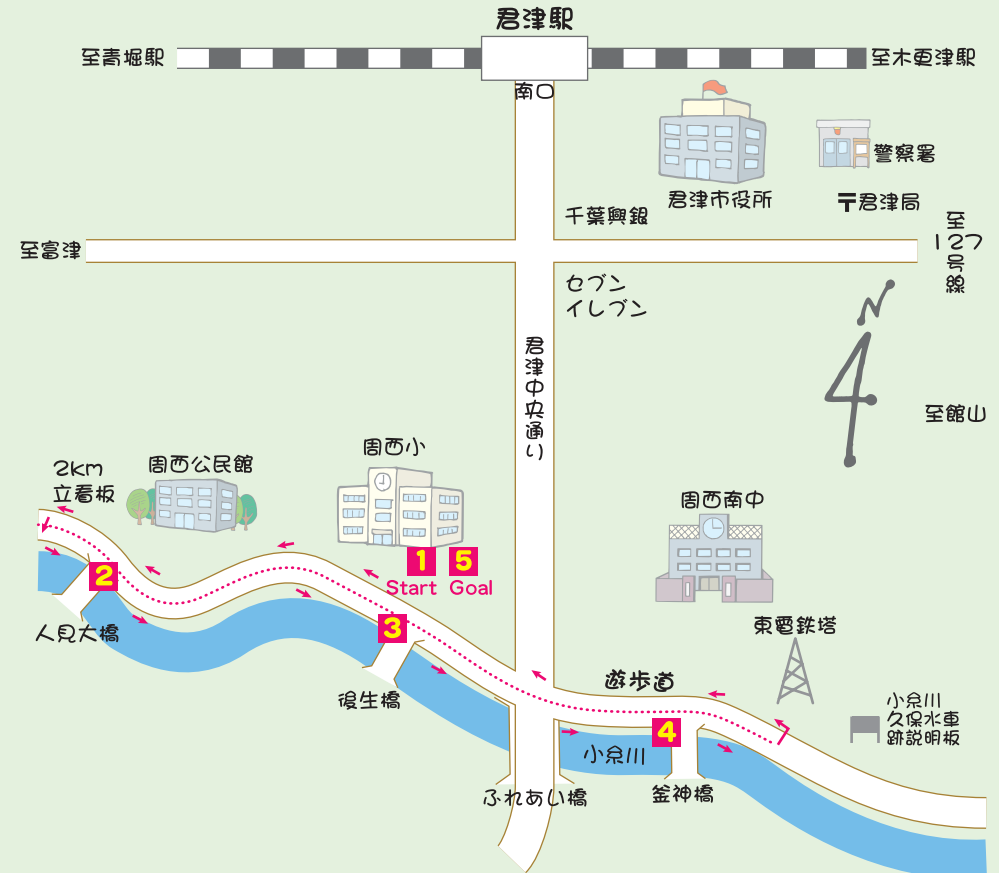 君津駅
至青堀駅
至木更津駅
南口
警察署
君津市役所
〒君津局
千葉興銀
至
127
号
線
至富津
セブン
イレブン
N
4
君津中央通り
至館山
周西小
周西公民館
2km
立看板
周西南中
1 5
Start Goal
2
3
人見大橋
東電鉄塔
遊歩道
後生橋
小糸川
久保水車
跡説明板
4
小糸川
ふれあい橋
釜神橋